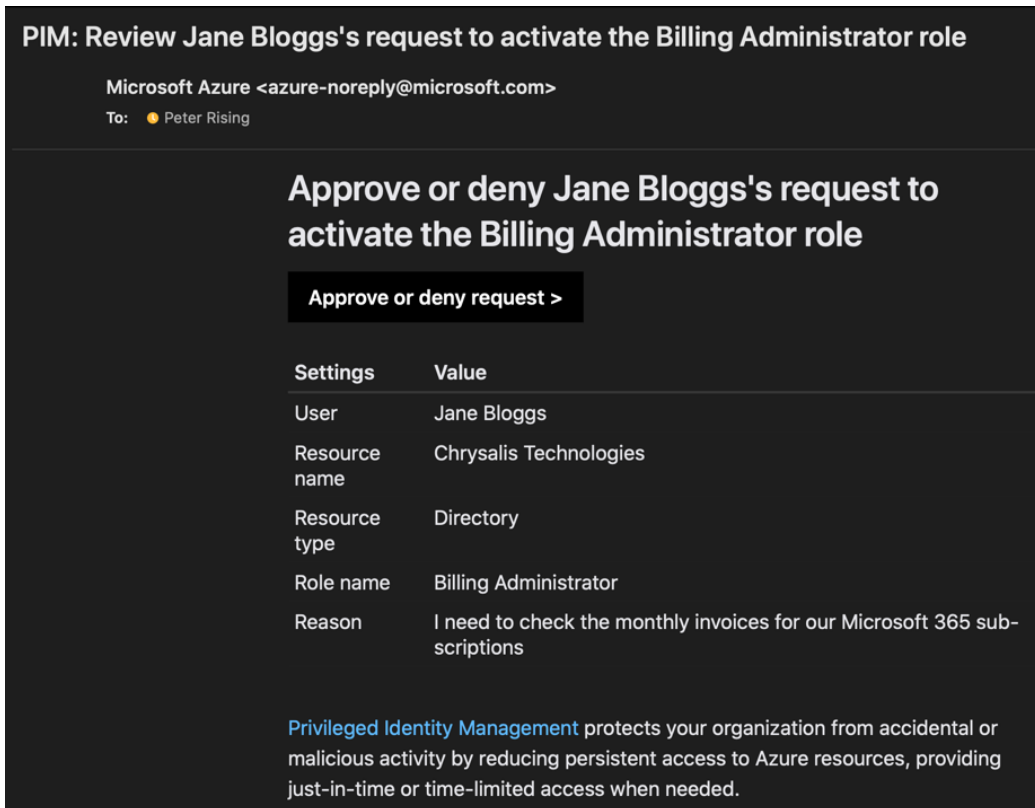 PIM: Review Jane Bloggs's request to activate the Billing Administrator role
Microsoft Azure <azure-noreply@microsoft.com>
To: Peter Rising
Approve or deny Jane Bloggs's request to
activate the Billing Administrator role
Approve or deny request >
Settings Value
User Jane Bloggs
Resource Chrysalis Technologies
name
Resource Directory
type
Role name Billing Administrator
Reason I need to check the monthly invoices for our Microsoft 365 sub-
scriptions
Privileged Identity Management protects your organization from accidental or
malicious activity by reducing persistent access to Azure resources, providing
just-in-time or time-limited access when needed.